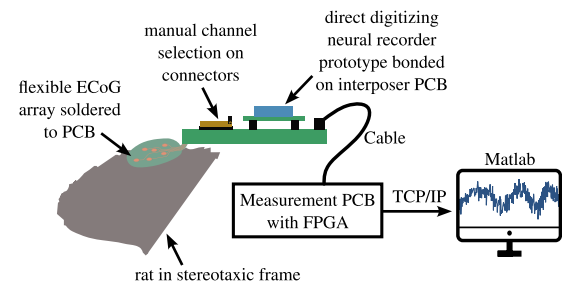 manual channel
selection on
connectors
direct digitizing
neural recorder
prototype bonded
on interposer PCB
flexible ECoG
array soldered
to PCB
Cable
Matlab
Measurement PCB
with FPGA
TCP/IP
rat in stereotaxic frame